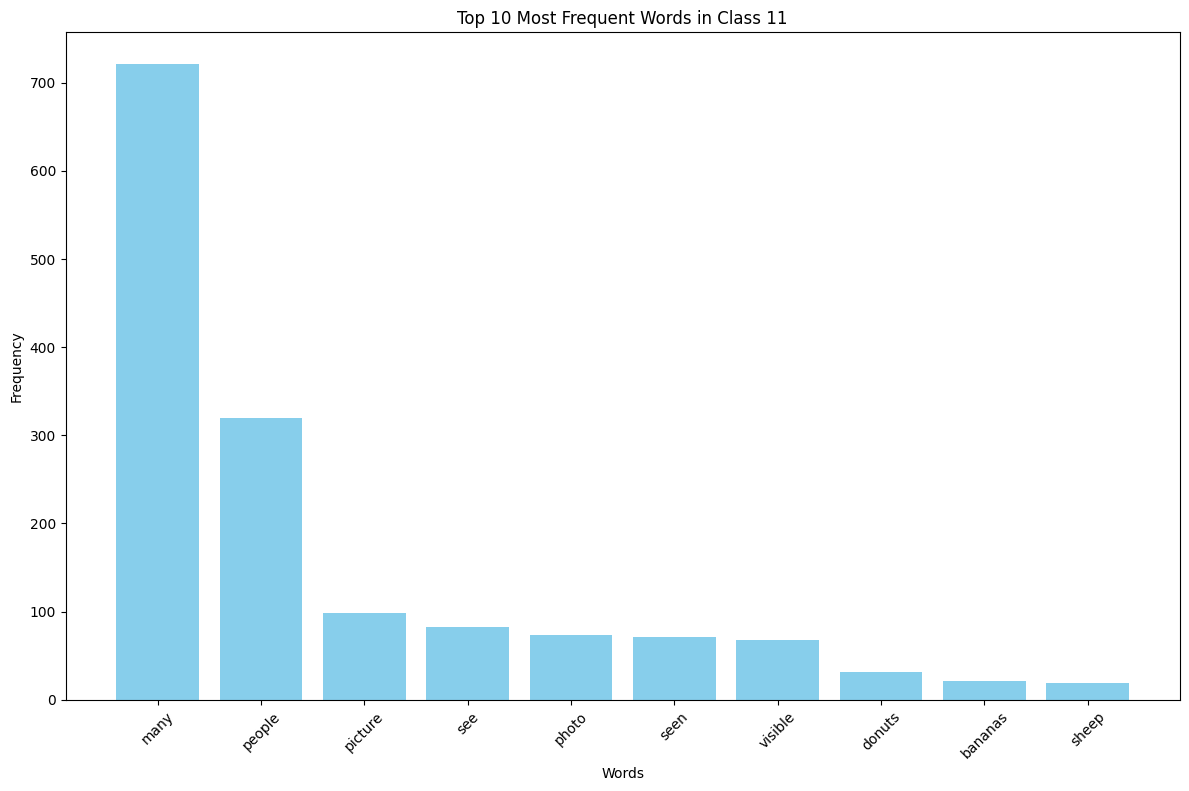 Top 10 Most Frequent Words in Class 11
Frequency
700
600
500
400
300
200
100
0
many
people
picture
see
photo
seen
visible
donuts
bananas
sheep
Words